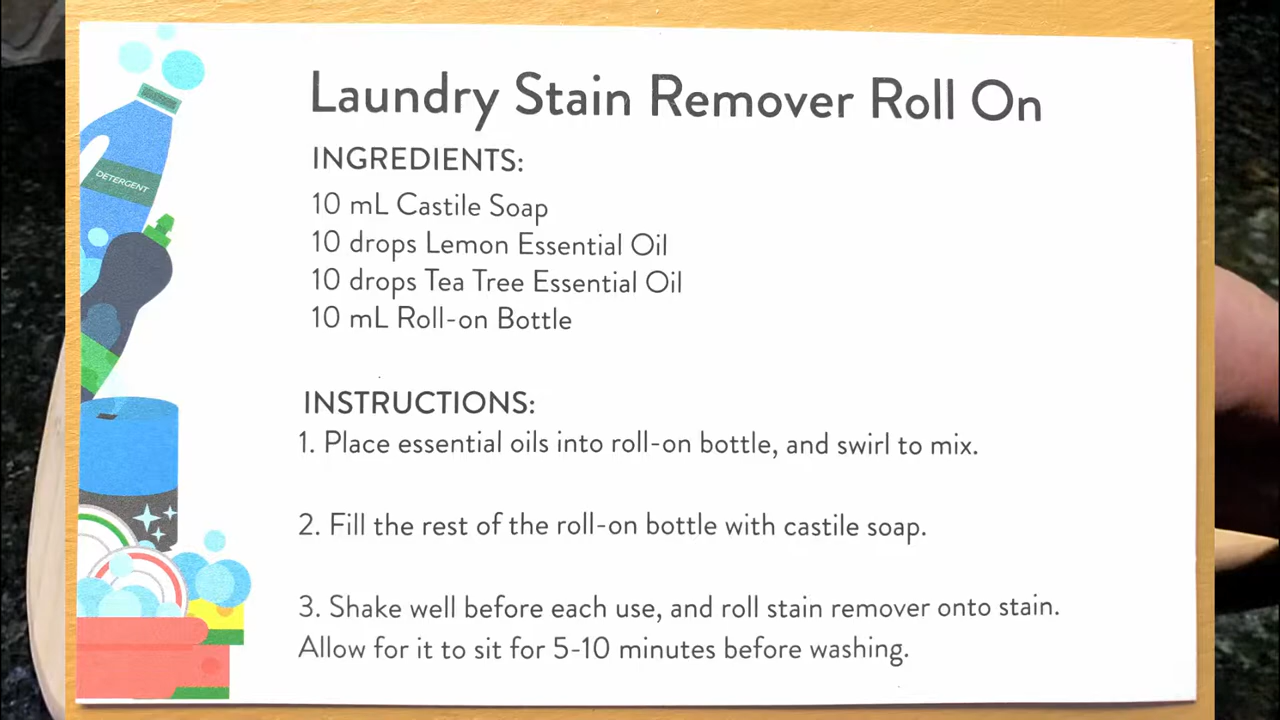 Laundry Stain Remover Roll On
INGREDIENTS:
10 mL Castile Soap
10 drops Lemon Essential Oil
10 drops Tea Tree Essential Oil
10 mL Roll-on Bottle
INSTRUCTIONS:
1. Place essential oils into roll-on bottle, and swirl to mix.
2. Fill the rest of the roll-on bottle with castile soap.
3. Shake well before each use, and roll stain remover onto stain.
Allow for it to sit for 5-10 minutes before washing.
DETERGENT